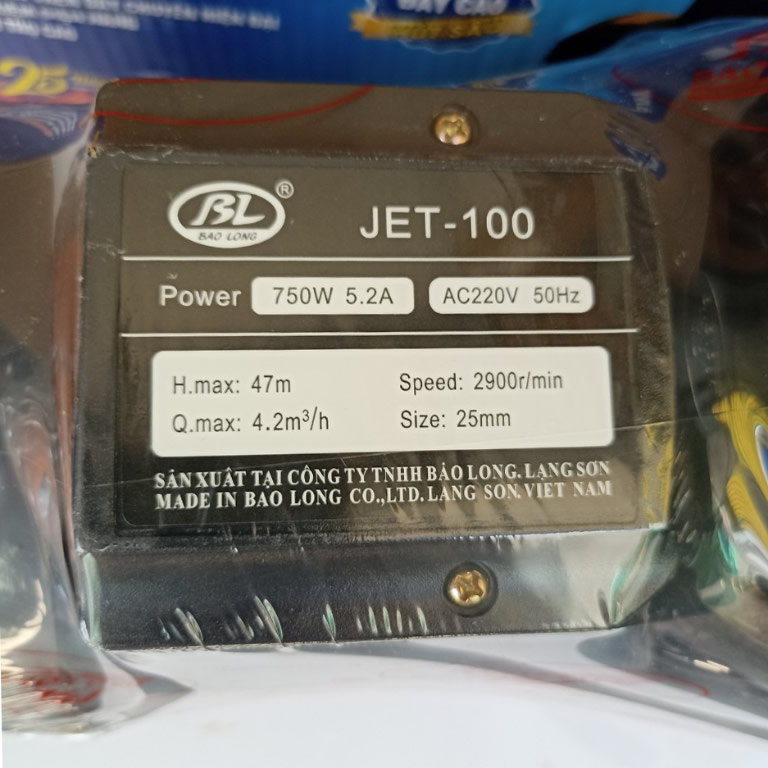 25
BL ®
BAO LONG
JET-100
Power 750W 5.2A AC220V 50Hz
H.max: 47m Speed: 2900r/min
Q.max: 4.2m³/h Size: 25mm
SẢN XUẤT TẠI CÔNG TY TNHH BẢO LONG. LẠNG SƠN
MADE IN BAO LONG CO.,LTD. LANG SON. VIET NAM